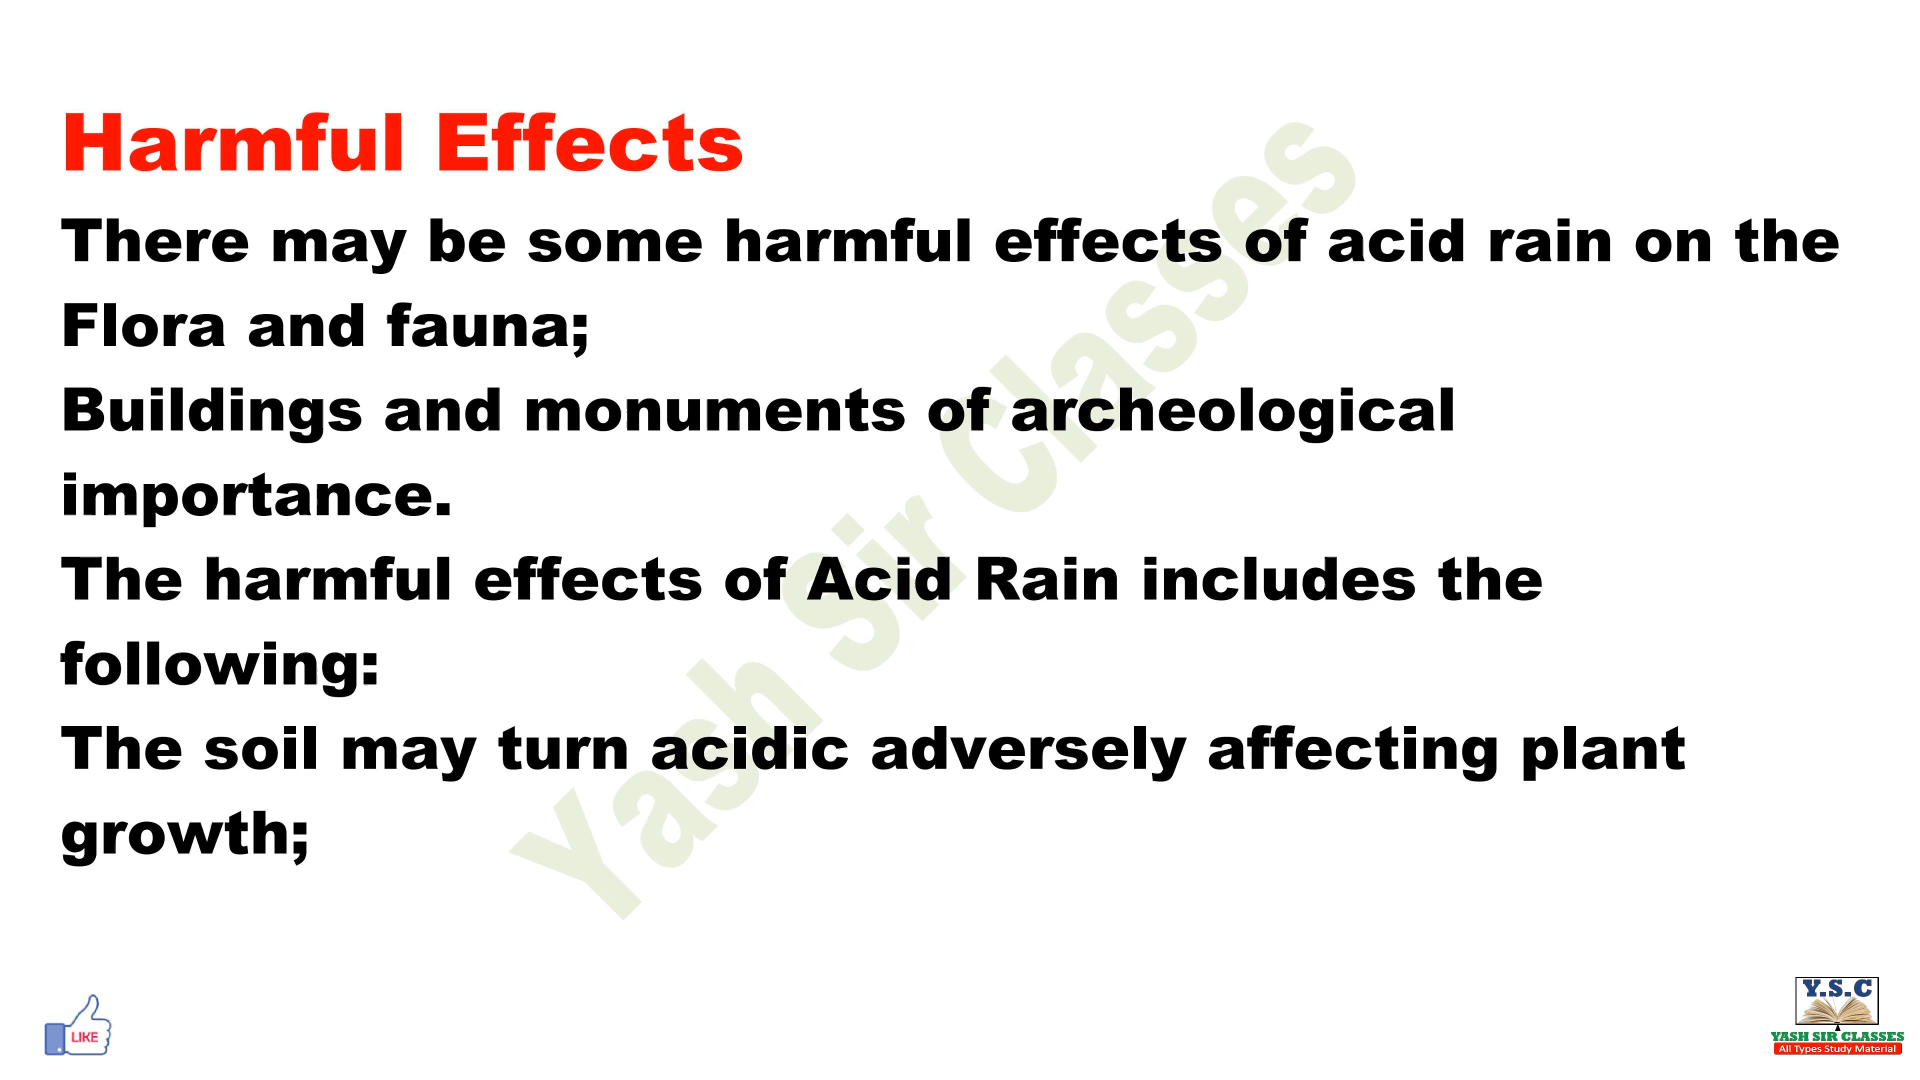 Harmful Effects
There may be some harmful effects of acid rain on the
Flora and fauna;
Buildings and monuments of archeological
importance.
The harmful effects of Acid Rain includes the
following:
The soil may turn acidic adversely affecting plant
growth;
Yash Sir Classes
LIKE
Y.S.C
YASH SIR CLASSES
All Types Study Material